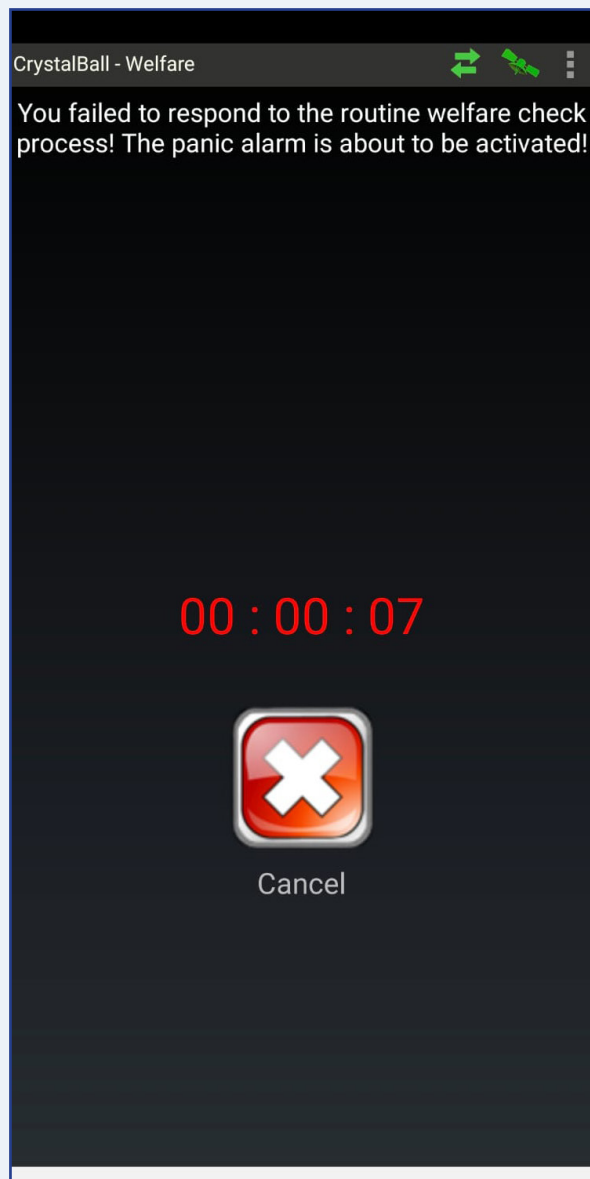 CrystalBall - Welfare
You failed to respond to the routine welfare check
process! The panic alarm is about to be activated!
00 : 00 : 07
Cancel